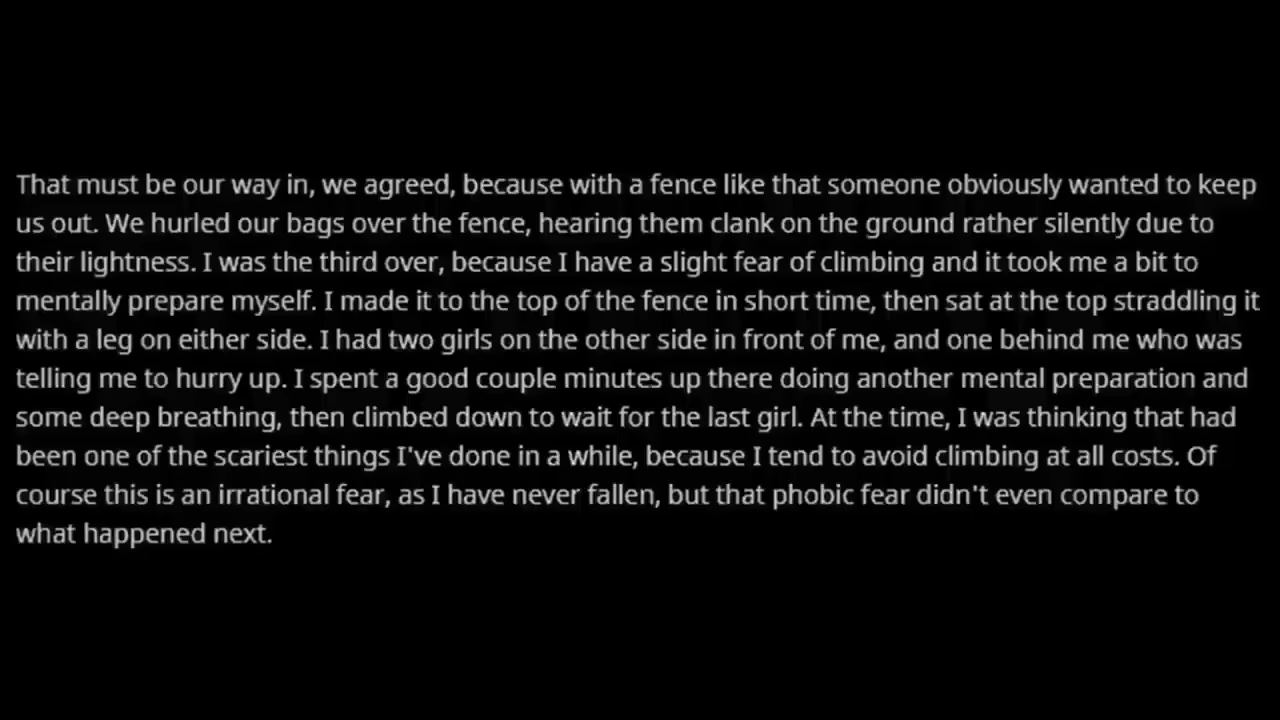 That must be our way in, we agreed, because with a fence like that someone obviously wanted to keep
us out. We hurled our bags over the fence, hearing them clank on the ground rather silently due to
their lightness. I was the third over, because I have a slight fear of climbing and it took me a bit to
mentally prepare myself. I made it to the top of the fence in short time, then sat at the top straddling it
with a leg on either side. I had two girls on the other side in front of me, and one behind me who was
telling me to hurry up. I spent a good couple minutes up there doing another mental preparation and
some deep breathing, then climbed down to wait for the last girl. At the time, I was thinking that had
been one of the scariest things I've done in a while, because I tend to avoid climbing at all costs. Of
course this is an irrational fear, as I have never fallen, but that phobic fear didn't even compare to
what happened next.